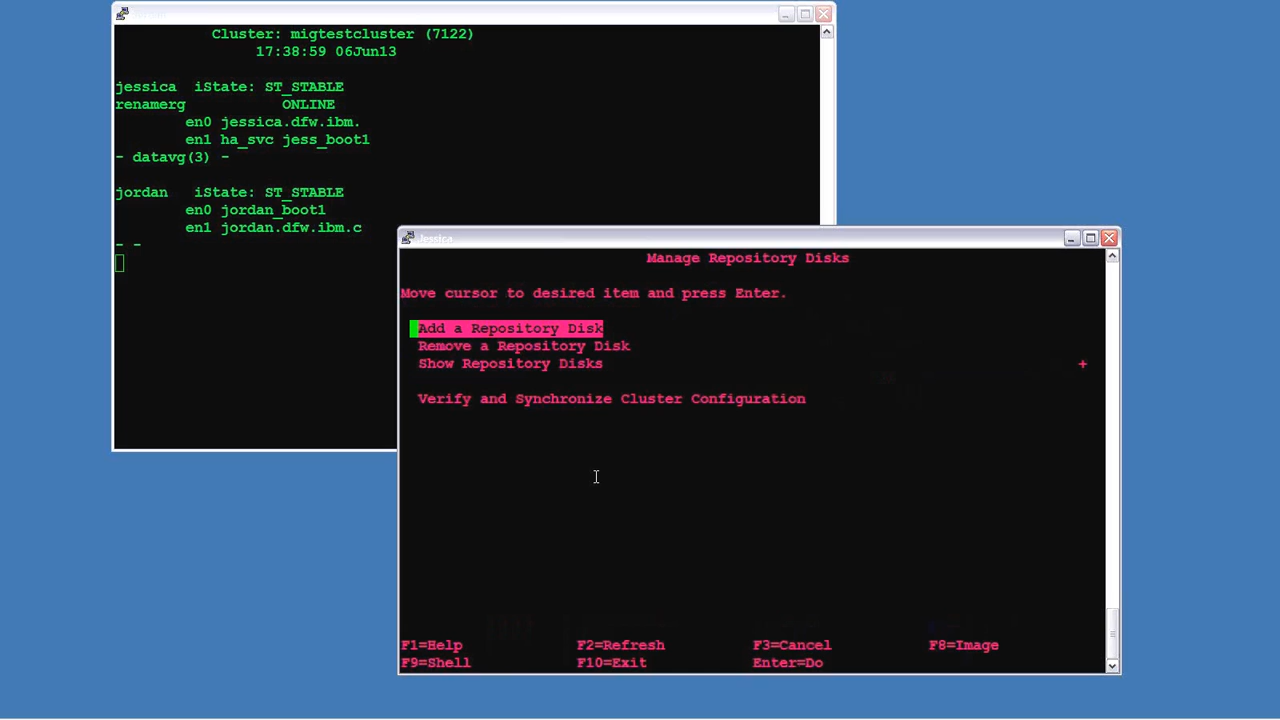 Cluster: migtestcluster (7122)
17:38:59 06Jun13
jessica iState: ST_STABLE
renamerg ONLINE
en0 jessica.dfw.ibm.
en1 ha_svc jess_boot1
- datavg(3) -
jordan iState: ST_STABLE
en0 jordan_boot1
en1 jordan.dfw.ibm.c
- -
Jessica
Manage Repository Disks
Move cursor to desired item and press Enter.
Add a Repository Disk
Remove a Repository Disk
Show Repository Disks +
Verify and Synchronize Cluster Configuration
F1=Help F2=Refresh F3=Cancel F8=Image
F9=Shell F10=Exit Enter=Do